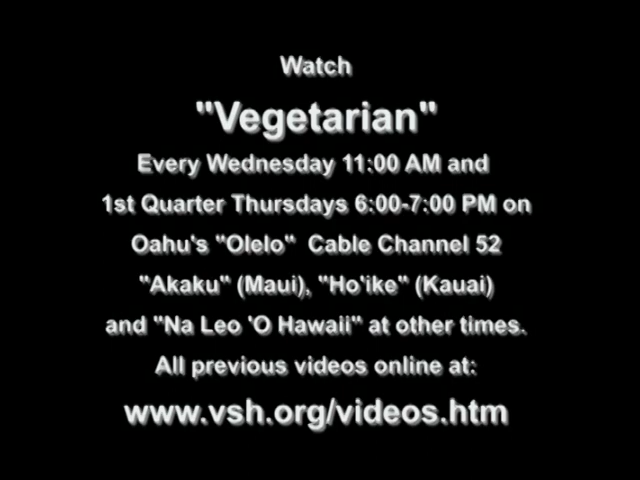 Watch
"Vegetarian"
Every Wednesday 11:00 AM and
1st Quarter Thursdays 6:00-7:00 PM on
Oahu's "Olelo"  Cable Channel 52
"Akaku" (Maui), "Ho'ike" (Kauai)
and "Na Leo 'O Hawaii" at other times.
All previous videos online at:
www.vsh.org/videos.htm